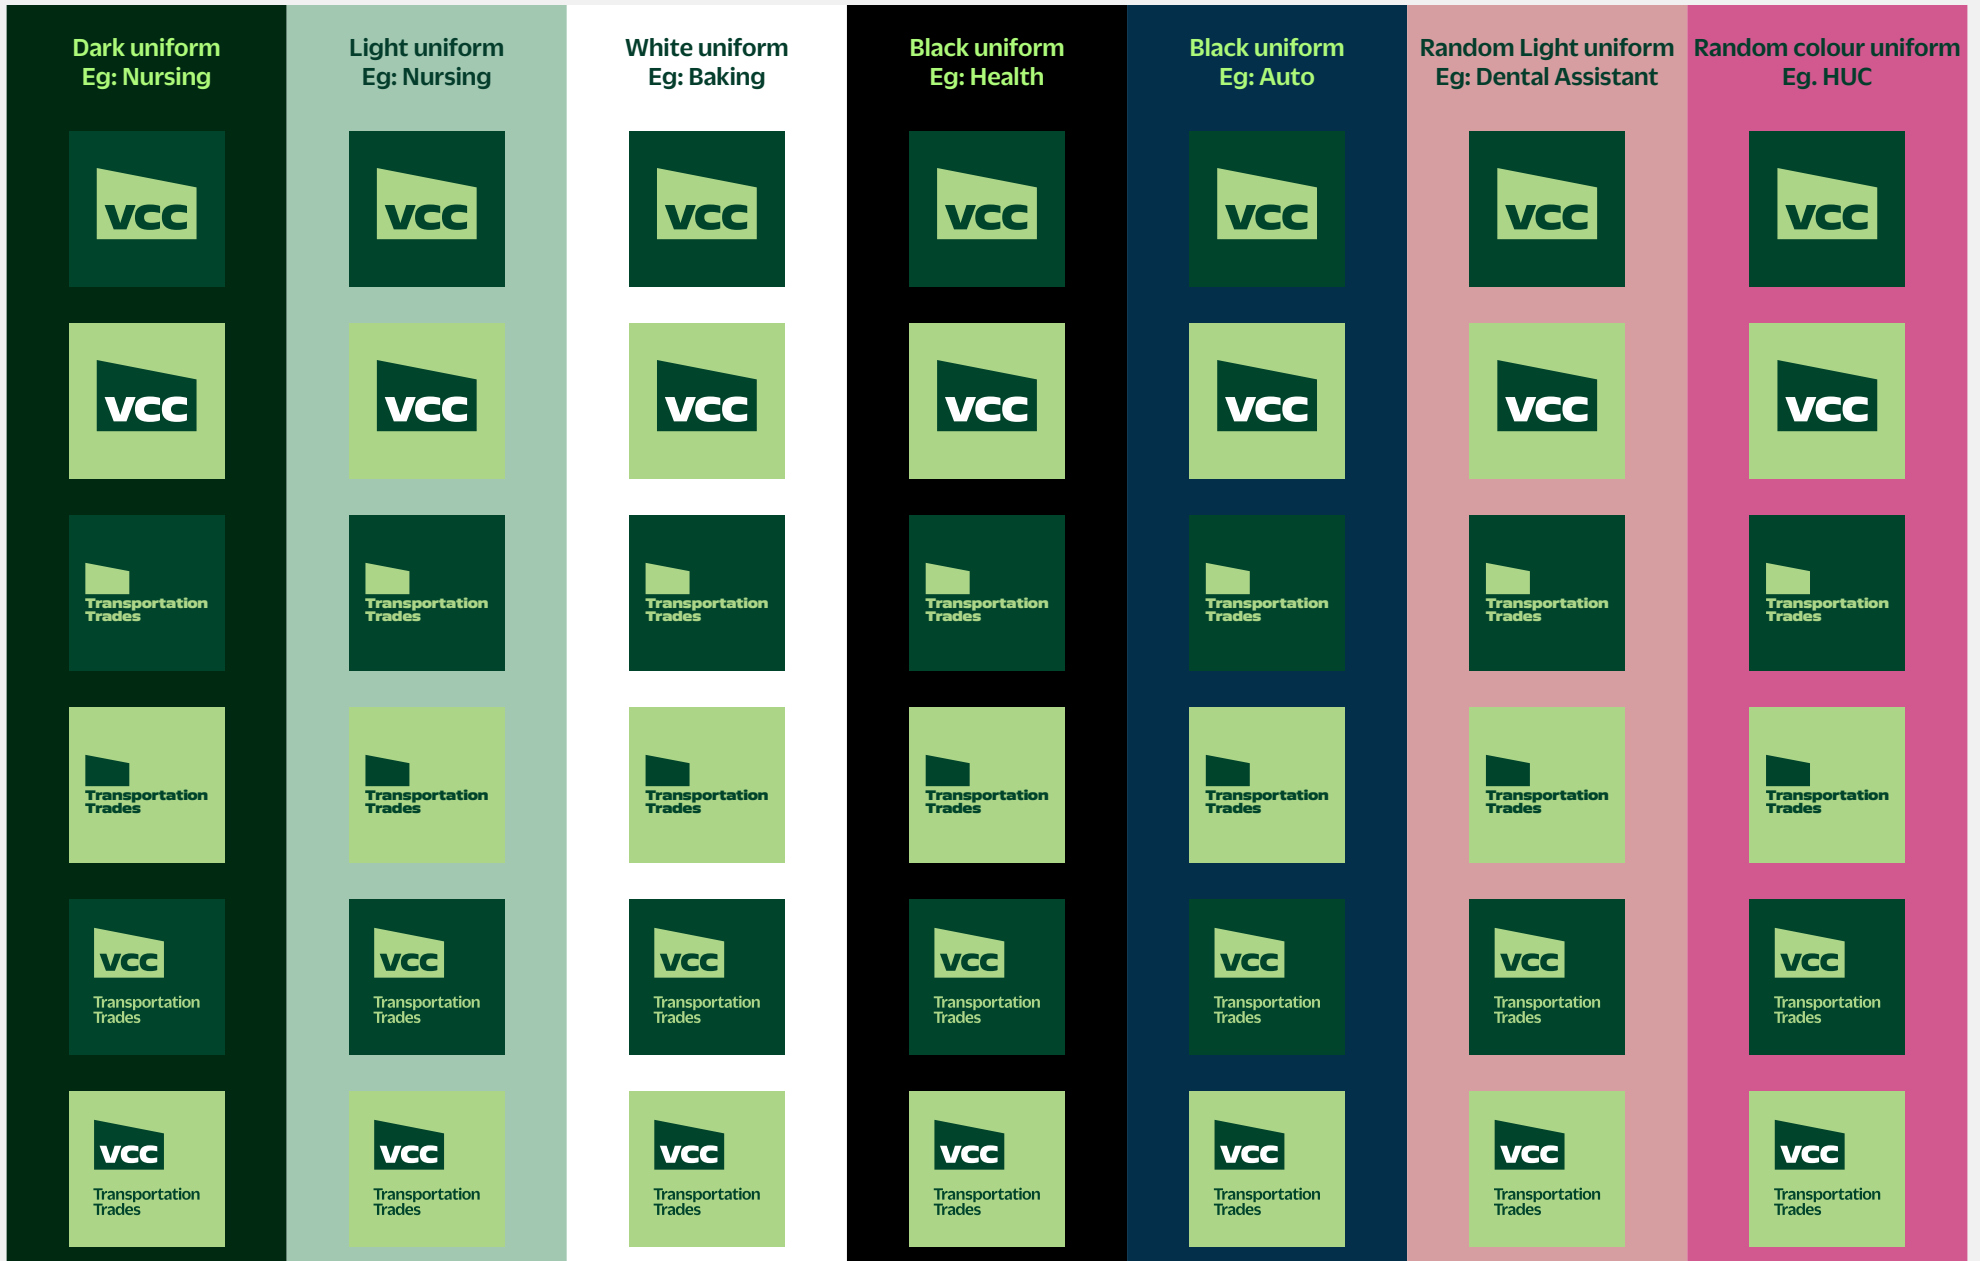 Dark uniform
Eg: Nursing
Light uniform
Eg: Nursing
White uniform
Eg: Baking
Black uniform
Eg: Health
Black uniform
Eg: Auto
Random Light uniform
Eg: Dental Assistant
Random colour uniform
Eg. HUC
vcc
vcc
vcc
vcc
vcc
vcc
vcc
vcc
vcc
vcc
vcc
vcc
vcc
vcc
Transportation
Trades
Transportation
Trades
Transportation
Trades
Transportation
Trades
Transportation
Trades
Transportation
Trades
Transportation
Trades
Transportation
Trades
Transportation
Trades
Transportation
Trades
Transportation
Trades
Transportation
Trades
Transportation
Trades
Transportation
Trades
vcc
Transportation
Trades
vcc
Transportation
Trades
vcc
Transportation
Trades
vcc
Transportation
Trades
vcc
Transportation
Trades
vcc
Transportation
Trades
vcc
Transportation
Trades
vcc
Transportation
Trades
vcc
Transportation
Trades
vcc
Transportation
Trades
vcc
Transportation
Trades
vcc
Transportation
Trades
vcc
Transportation
Trades
vcc
Transportation
Trades